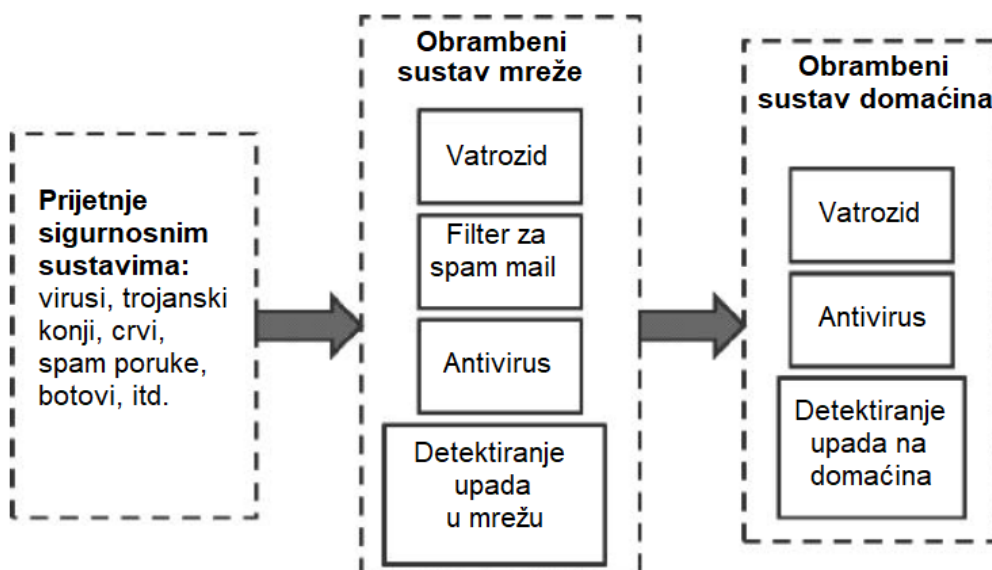 Prijetnje
sigurnosnim
sustavima:
virusi, trojanski
konji, crvi,
spam poruke,
botovi, itd.
Obrambeni
sustav mreže
Vatrozid
Filter za
spam mail
Antivirus
Detektiranje
upada
u mrežu
Obrambeni
sustav domaćina
Vatrozid
Antivirus
Detektiranje
upada na
domaćina